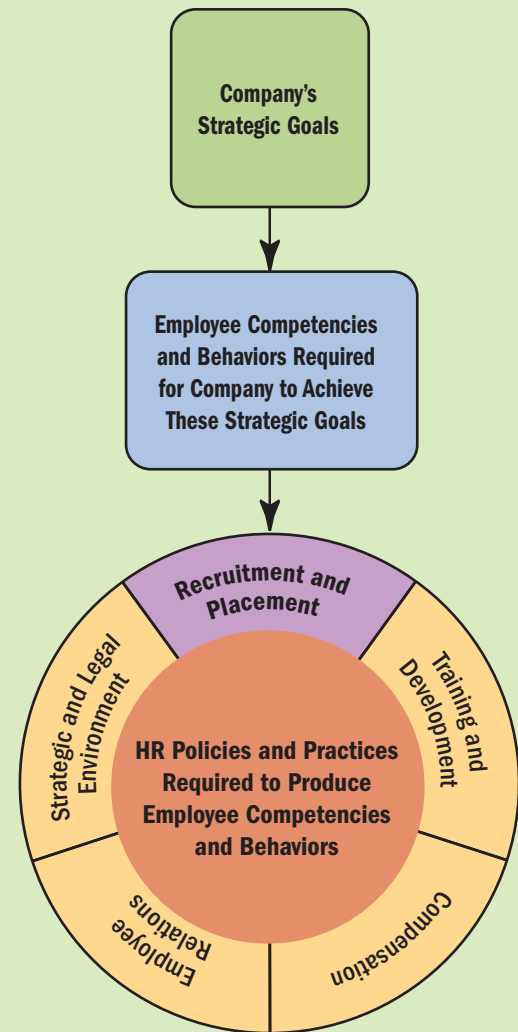 Company's
Strategic Goals
Employee Competencies
and Behaviors Required
for Company to Achieve
These Strategic Goals
Recruitment and
Placement
Training and
Development
Compensation
Employee
Relations
Strategic and Legal
Environment
HR Policies and Practices
Required to Produce
Employee Competencies
and Behaviors